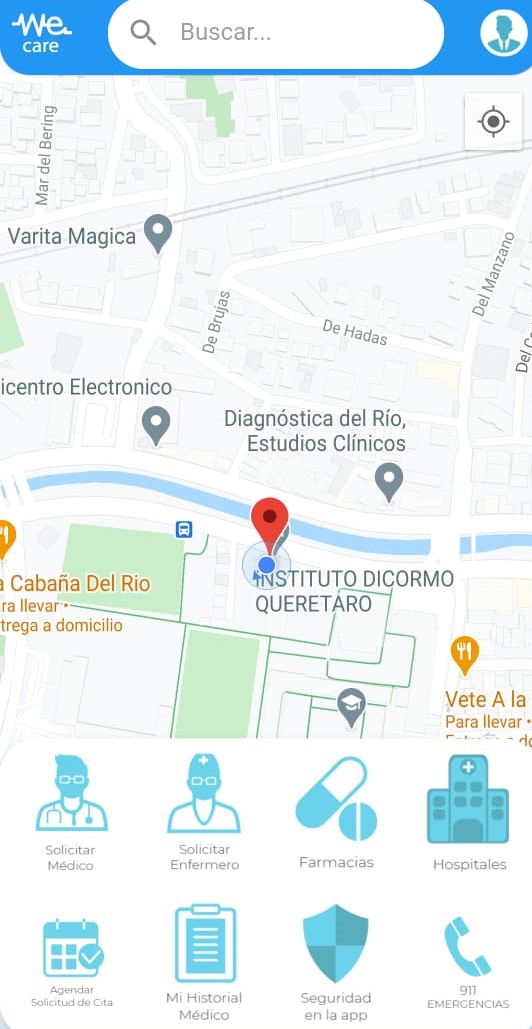 We
care
Buscar...
Mar del Bering
Varita Magica
De Brujas
De Hadas
Del Manzano
icentro Electronico
Diagnóstica del Río,
Estudios Clínicos
INSTITUTO DICORMO
QUERETARO
a Cabaña Del Rio
ara llevar •
trega a domicilio
Vete A la
Para llevar •
Solicitar
Médico
Solicitar
Enfermero
Farmacias
Hospitales
Agendar
Solicitud de Cita
Mi Historial
Médico
Seguridad
en la app
911
EMERGENCIAS